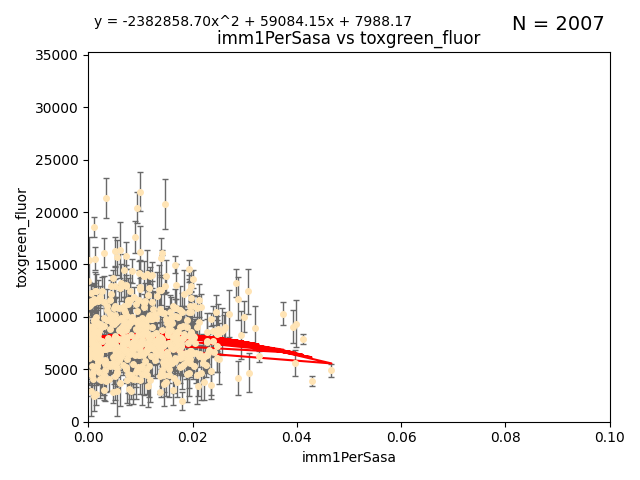 y = -2382858.70x^2 + 59084.15x + 7988.17
N = 2007
imm1PerSasa vs toxgreen_fluor
35000
30000
25000
20000
15000
10000
5000
0
toxgreen_fluor
0.00 0.02 0.04 0.06 0.08 0.10
imm1PerSasa